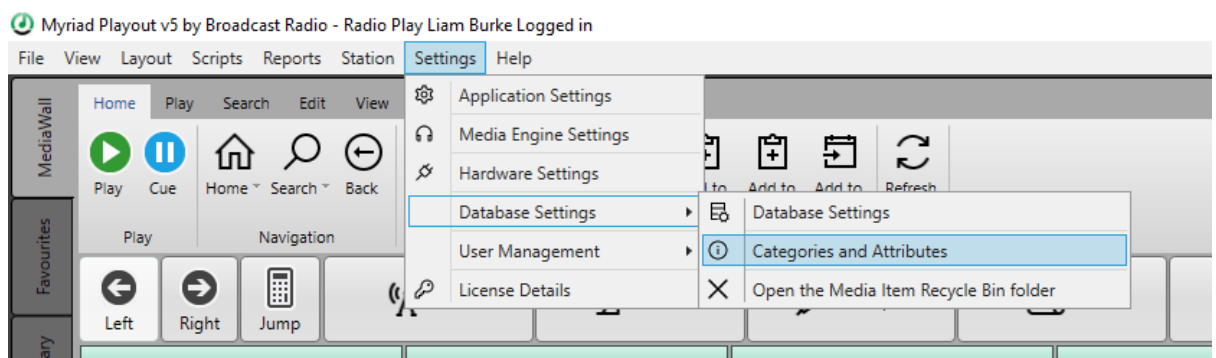 Myriad Playout v5 by Broadcast Radio - Radio Play Liam Burke Logged in
File View Layout Scripts Reports Station Settings Help
MediaWall
Favourites
Home Play Search Edit View
Play Cue Home Search Back
Play Navigation
Application Settings
Media Engine Settings
Hardware Settings
Database Settings
User Management
License Details
Add to Add to Refresh
Database Settings
Categories and Attributes
Open the Media Item Recycle Bin folder
Left Right Jump